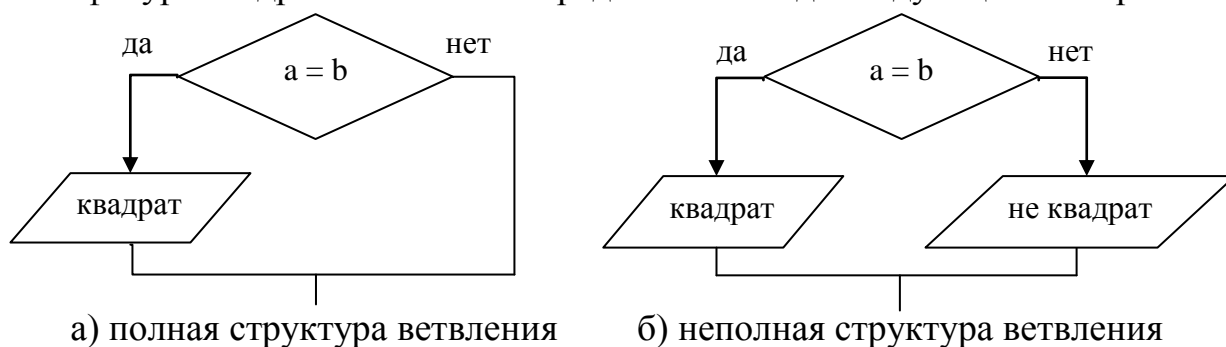 да нет да нет
a = b a = b
квадрат квадрат не квадрат
а) полная структура ветвления б) неполная структура ветвления